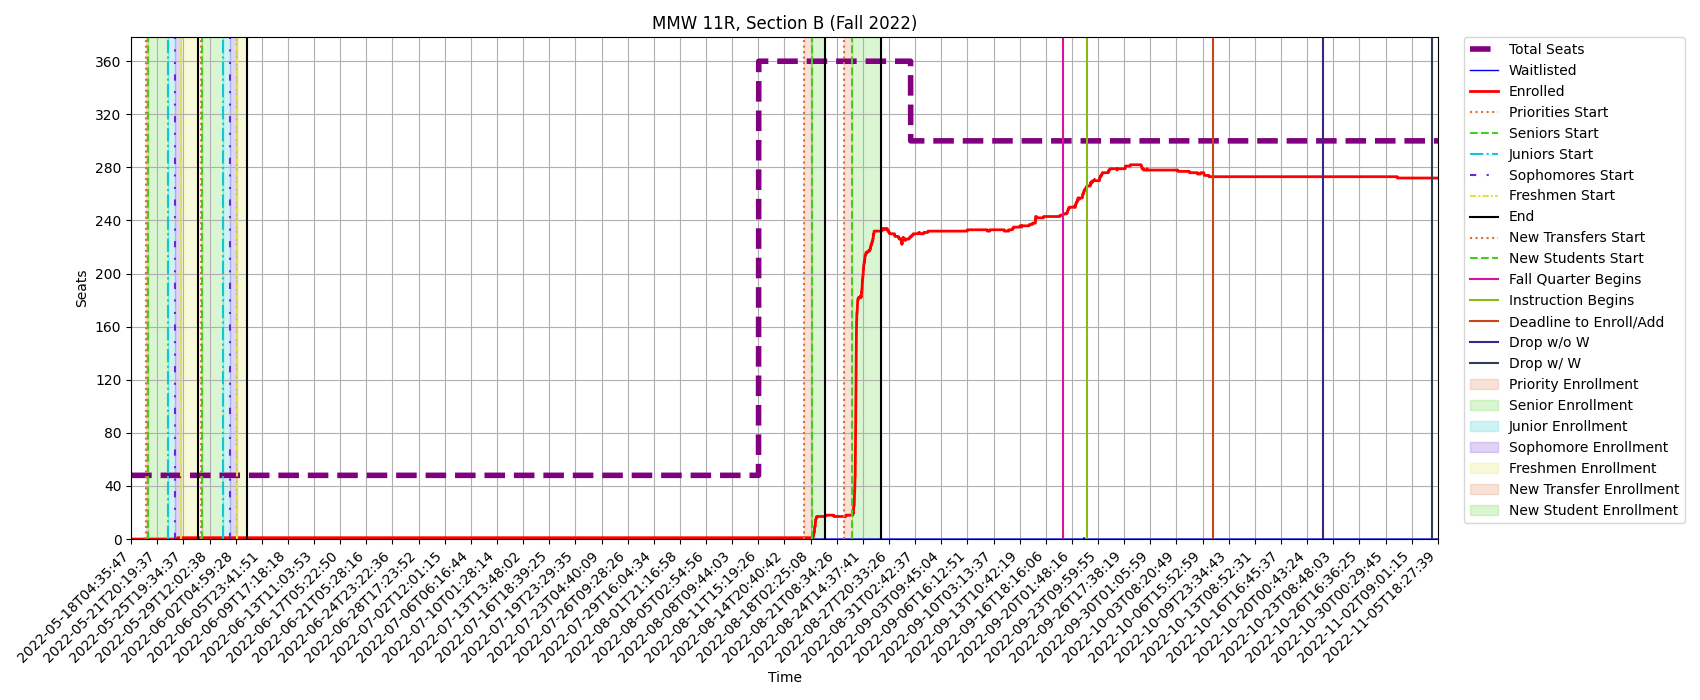 MMW 11R, Section B (Fall 2022)
Seats
360
320
280
240
200
160
120
80
40
0
2022-05-18T04:35:47
2022-05-21T20:19:37
2022-05-25T19:34:37
2022-05-29T12:02:38
2022-06-02T04:59:28
2022-06-05T23:41:51
2022-06-09T17:18:18
2022-06-13T11:03:53
2022-06-17T05:22:50
2022-06-21T05:28:16
2022-06-24T23:22:36
2022-06-28T17:23:52
2022-07-02T12:01:15
2022-07-06T06:16:44
2022-07-10T01:28:14
2022-07-13T13:48:02
2022-07-16T18:39:25
2022-07-19T23:29:35
2022-07-23T04:40:09
2022-07-26T09:28:26
2022-07-29T16:04:34
2022-08-01T21:16:58
2022-08-05T02:54:56
2022-08-08T09:44:03
2022-08-11T15:19:26
2022-08-14T20:40:42
2022-08-18T02:25:08
2022-08-21T08:34:26
2022-08-24T14:37:41
2022-08-27T20:33:26
2022-08-31T02:42:37
2022-09-03T09:45:04
2022-09-06T16:12:51
2022-09-10T03:13:37
2022-09-13T10:42:19
2022-09-16T18:16:06
2022-09-20T01:48:16
2022-09-23T09:59:55
2022-09-26T17:38:19
2022-09-30T01:05:59
2022-10-03T08:20:49
2022-10-06T15:52:59
2022-10-09T23:34:43
2022-10-13T08:52:31
2022-10-16T16:45:37
2022-10-20T00:43:24
2022-10-23T08:48:03
2022-10-26T16:36:25
2022-10-30T00:29:45
2022-11-02T09:01:15
2022-11-05T18:27:39
Time
Total Seats
Waitlisted
Enrolled
Priorities Start
Seniors Start
Juniors Start
Sophomores Start
Freshmen Start
End
New Transfers Start
New Students Start
Fall Quarter Begins
Instruction Begins
Deadline to Enroll/Add
Drop w/o W
Drop w/ W
Priority Enrollment
Senior Enrollment
Junior Enrollment
Sophomore Enrollment
Freshmen Enrollment
New Transfer Enrollment
New Student Enrollment